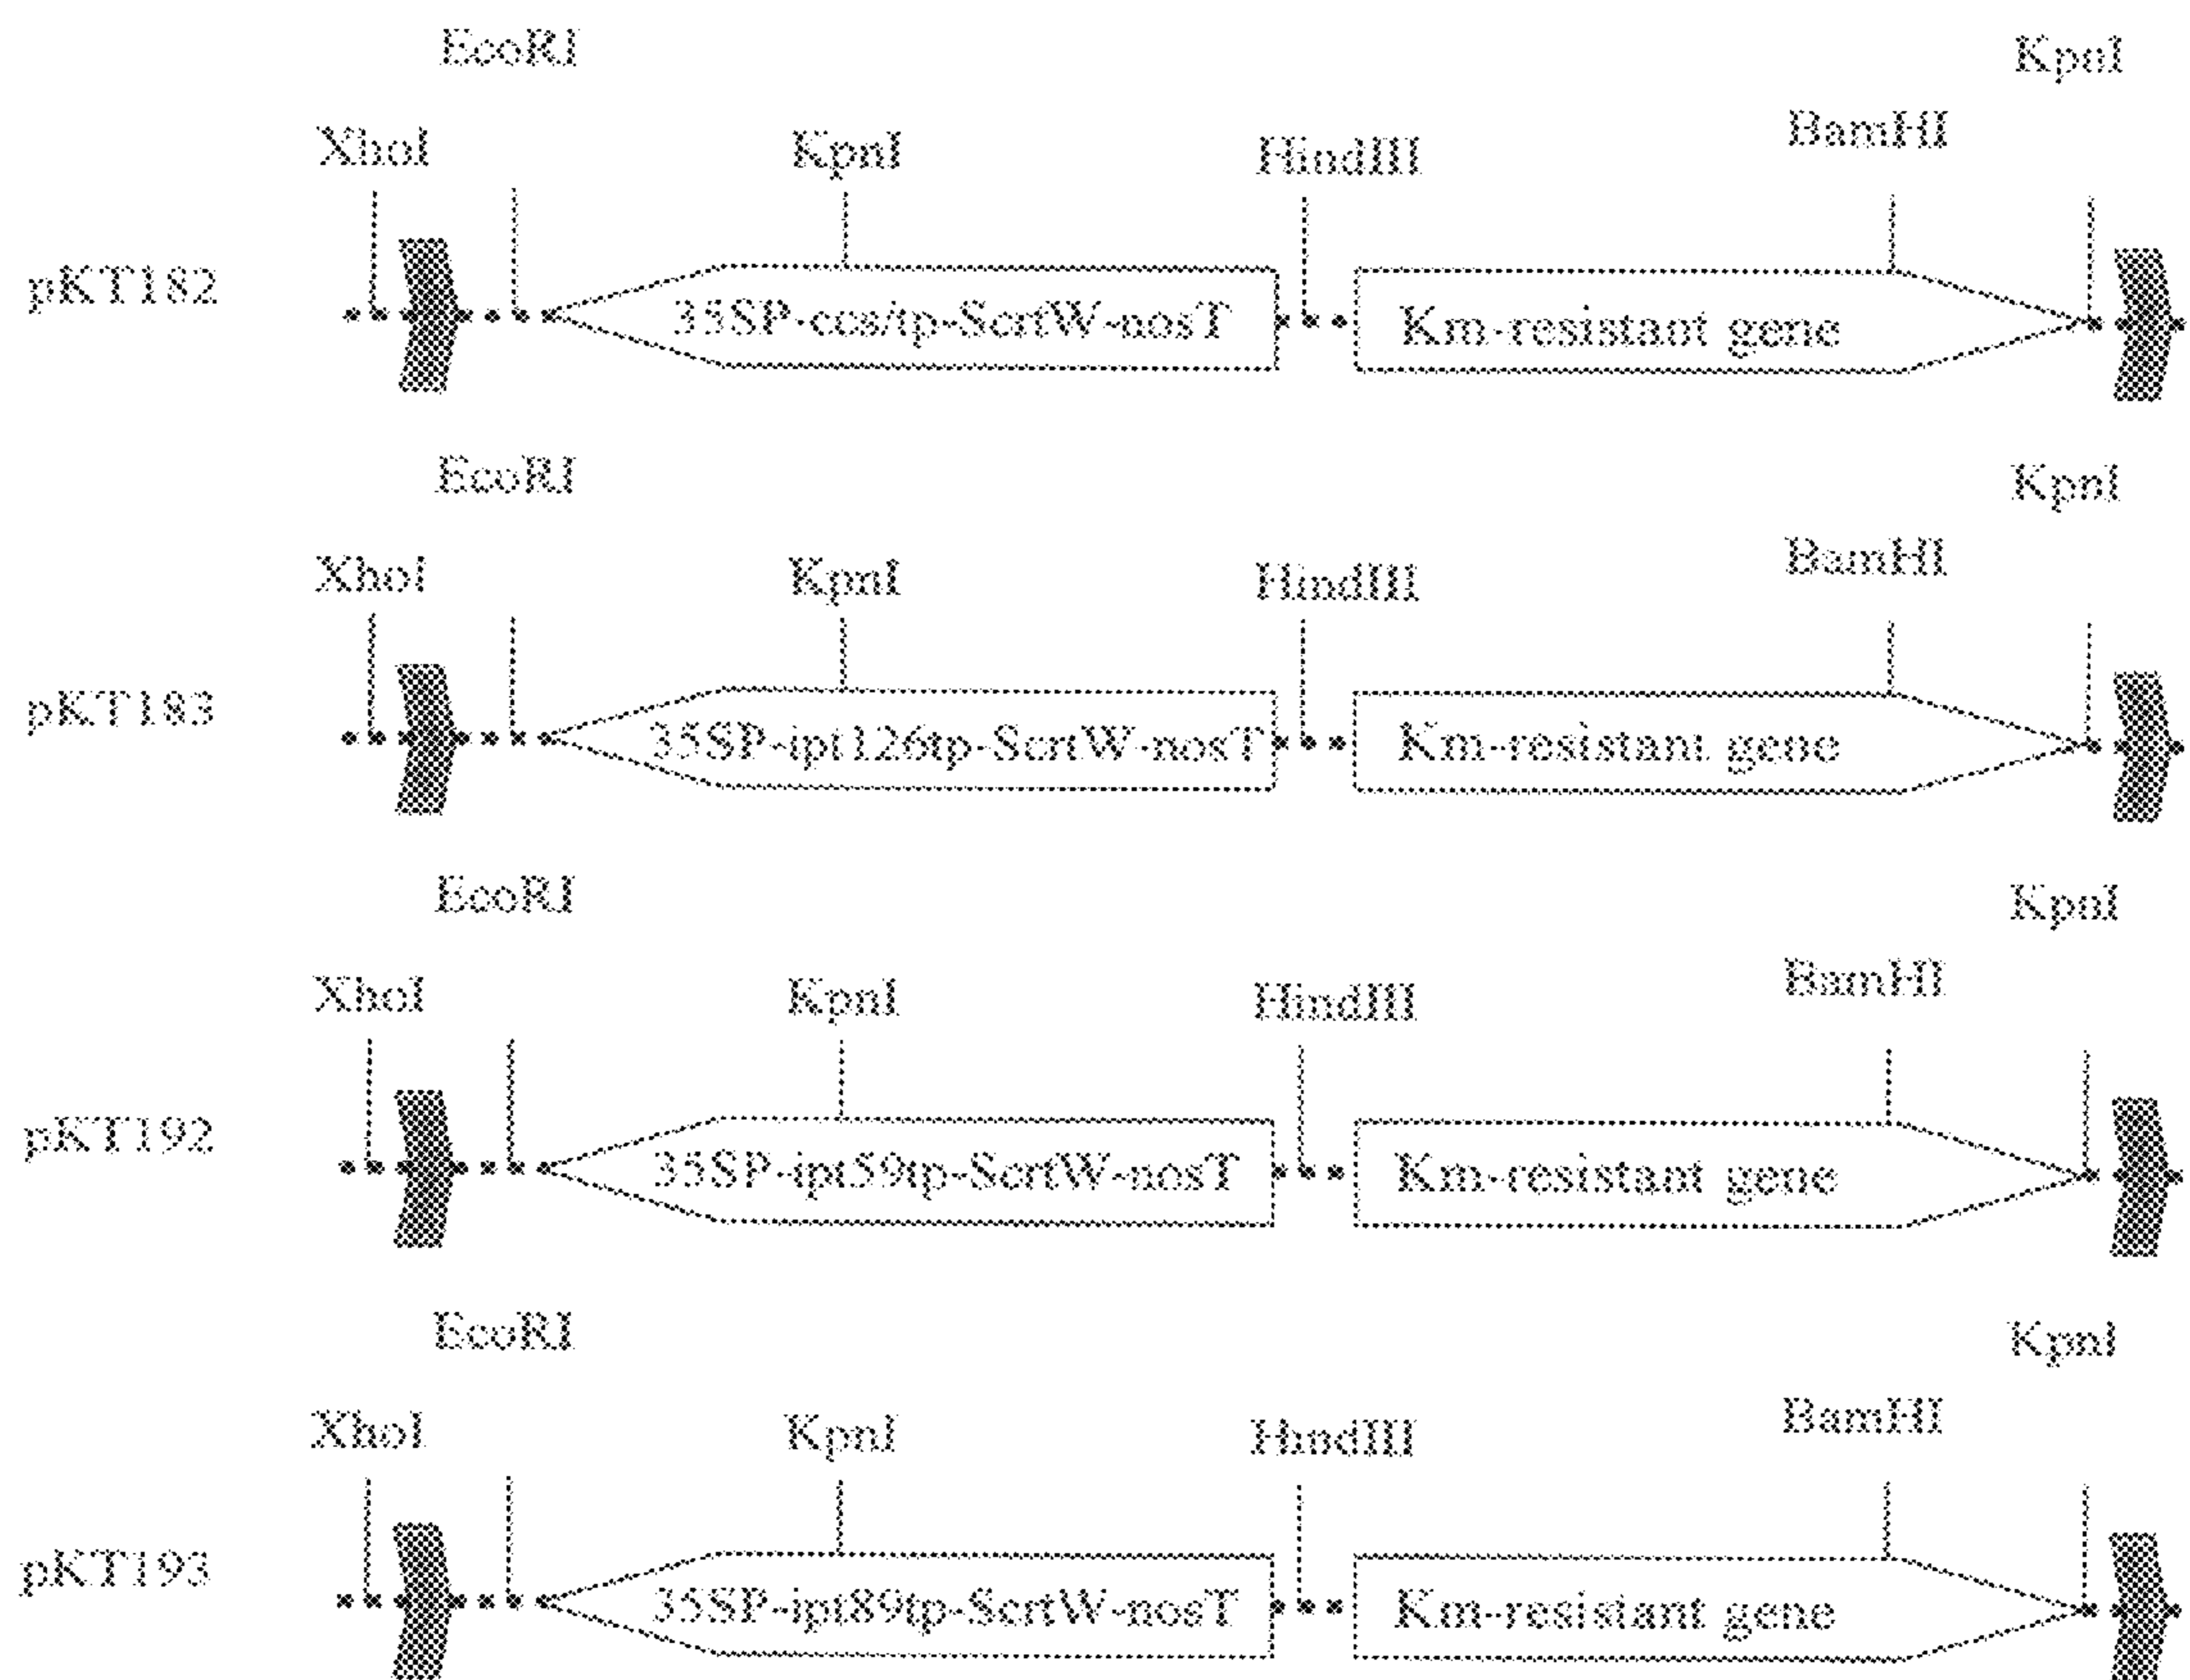 EcoRI KpnI
XhoI KpnI HindIII BamHI
pKT182 35SP-ccs/tp-ScrtW-nosT Km-resistant gene
EcoRI KpnI
XhoI KpnI HindIII BamHI
pKT183 35SP-ipt126tp-ScrtW-nosT Km-resistant gene
EcoRI KpnI
XhoI KpnI HindIII BamHI
pKT192 35SP-ipt59tp-ScrtW-nosT Km-resistant gene
EcoRI KpnI
XhoI KpnI HindIII BamHI
pKT193 35SP-ipt89tp-ScrtW-nosT Km-resistant gene